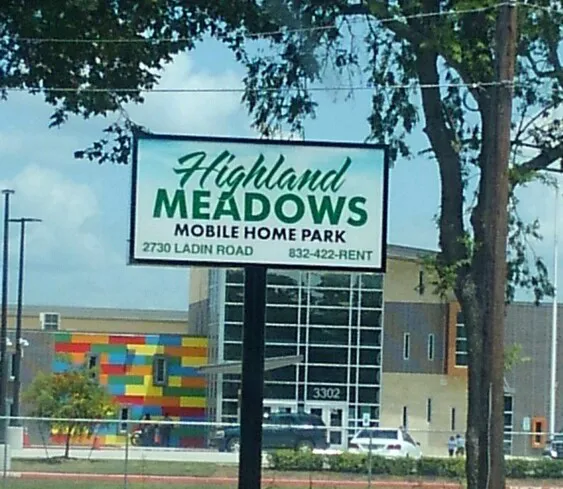 Highland
MEADOWS
MOBILE HOME PARK
2730 LADIN ROAD 832-422-RENT
3302